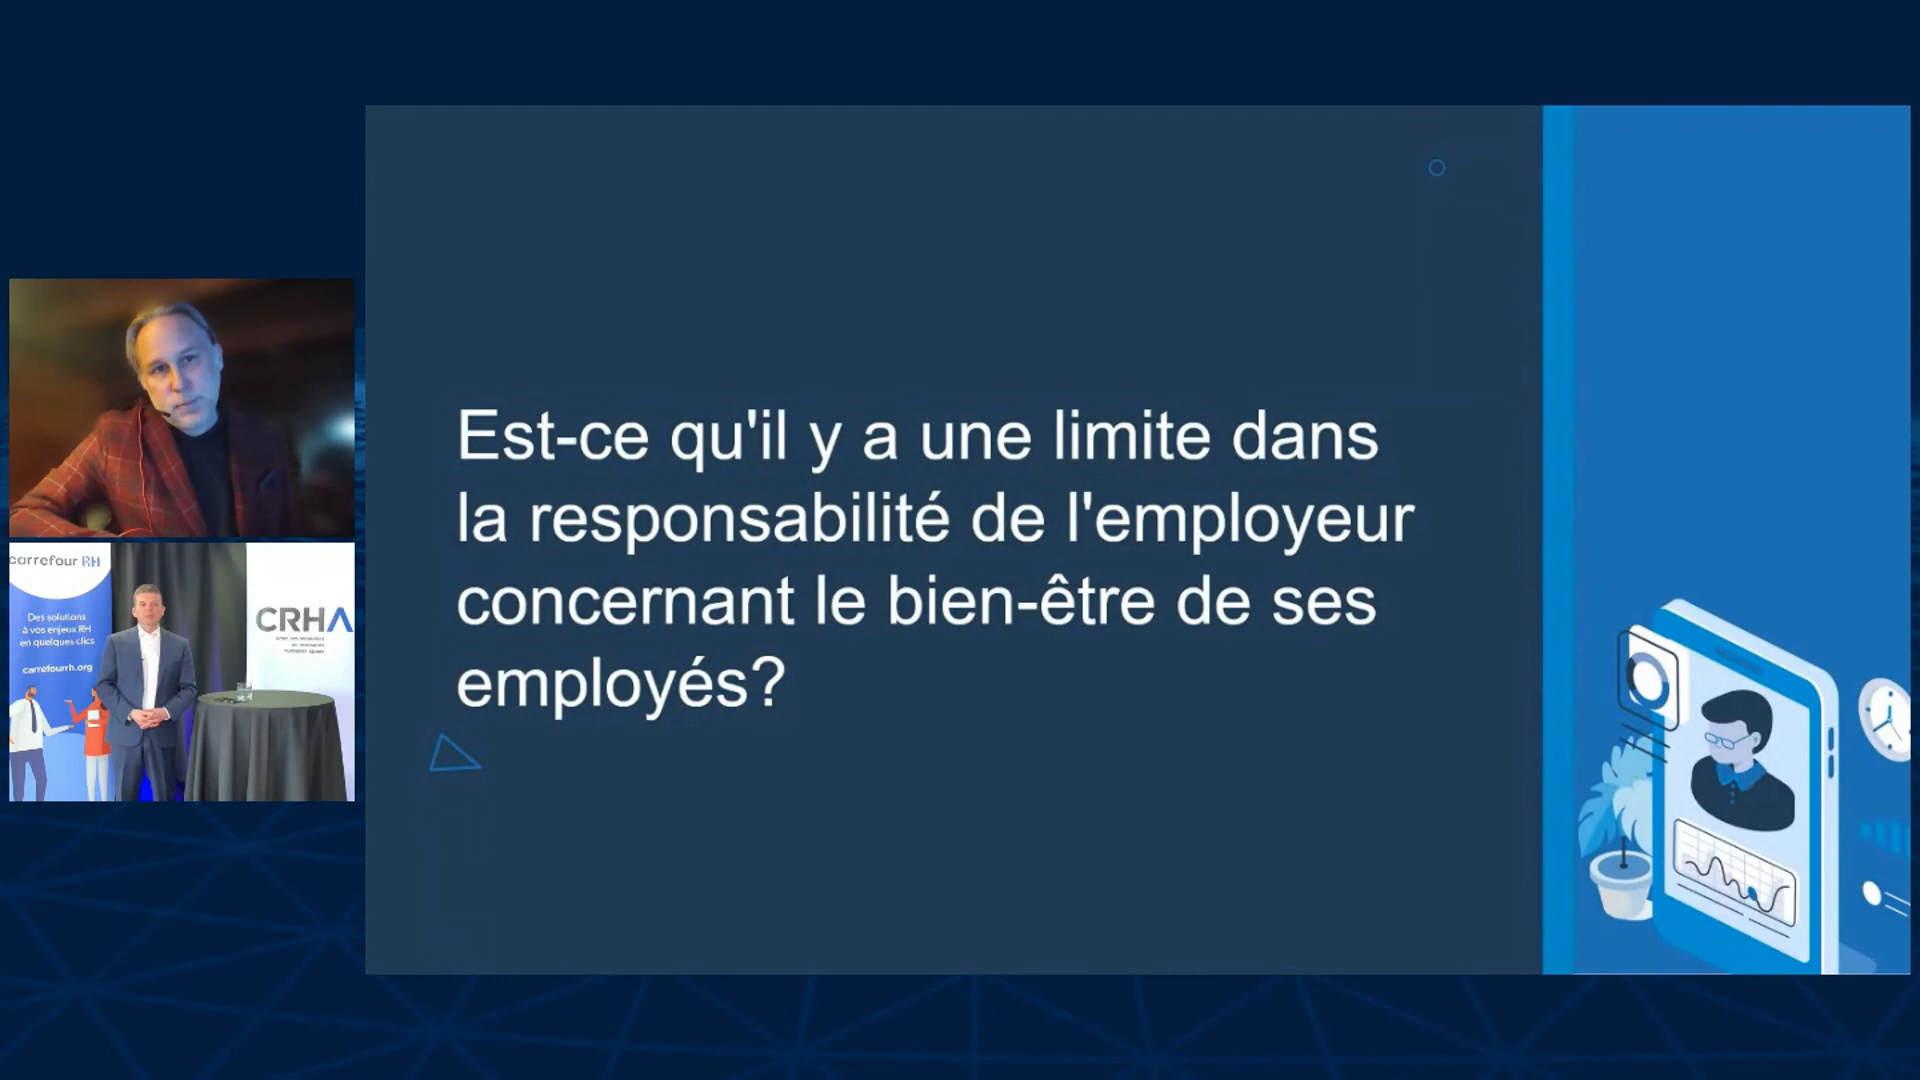 Est-ce qu'il y a une limite dans
la responsabilité de l'employeur
concernant le bien-être de ses
employés?
carrefour RH
Des solutions
à vos enjeux RH
en quelques clics
carrefourrh.org
CRHA